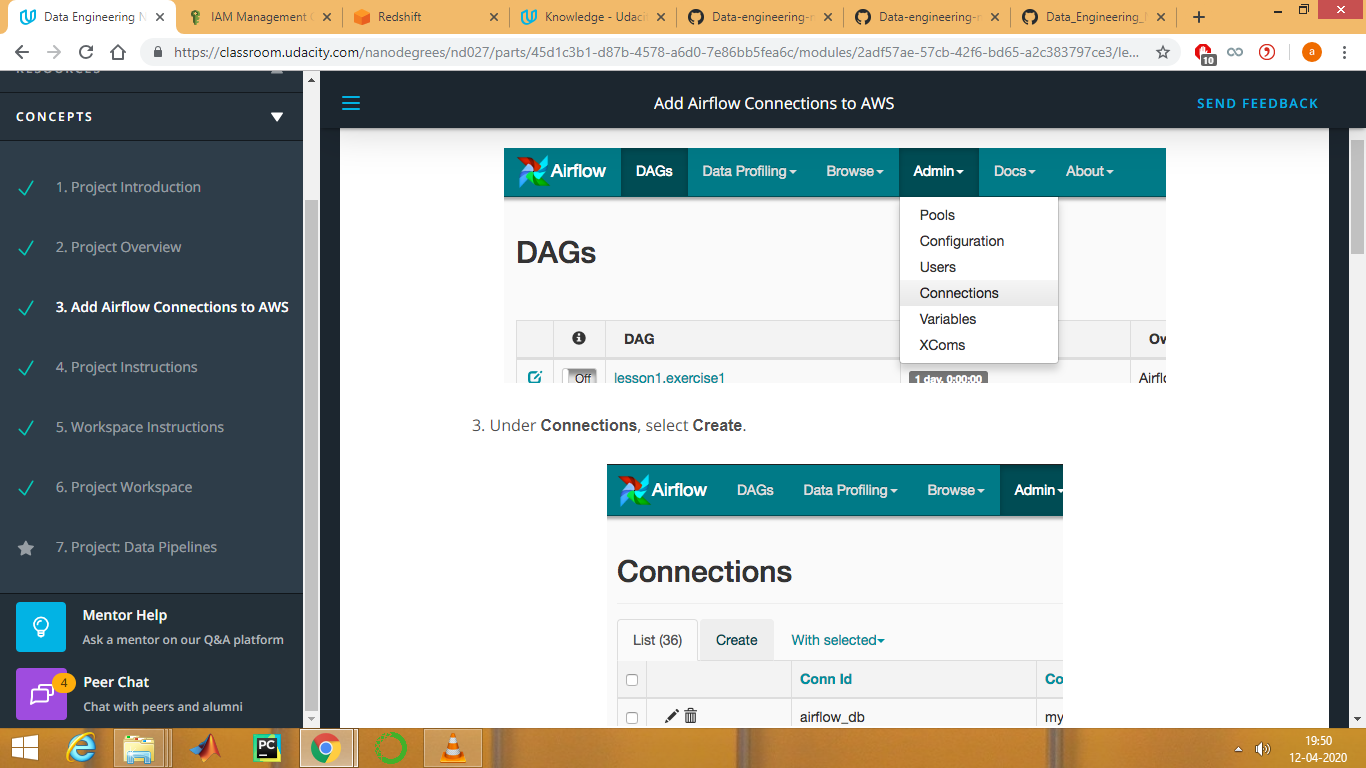 Data Engineering N
IAM Management C
Redshift
Knowledge - Udaci
Data-engineering-n
Data-engineering-n
Data_Engineering_
https://classroom.udacity.com/nanodegrees/nd027/parts/45d1c3b1-d87b-4578-a6d0-7e86bb5fea6c/modules/2adf57ae-57cb-42f6-bd65-a2c383797ce3/le...
10
a
RESOURCES
CONCEPTS
1. Project Introduction
2. Project Overview
3. Add Airflow Connections to AWS
4. Project Instructions
5. Workspace Instructions
6. Project Workspace
7. Project: Data Pipelines
Mentor Help
Ask a mentor on our Q&A platform
4
Peer Chat
Chat with peers and alumni
Add Airflow Connections to AWS
SEND FEEDBACK
Airflow DAGs Data Profiling Browse Admin Docs About
Pools
Configuration
Users
Connections
Variables
XComs
DAGs
DAG Ow
Off lesson1.exercise1 1 day, 0:00:00 Airflo
3. Under Connections, select Create.
Airflow DAGs Data Profiling Browse Admin
Connections
List (36) Create With selected
Conn Id Co
airflow_db my
PC
19:50
12-04-2020